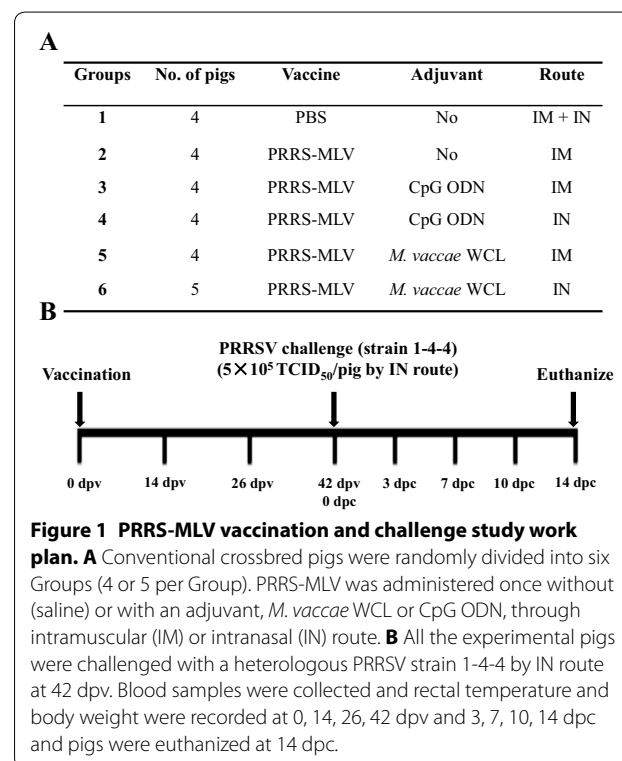 A
Groups No. of pigs Vaccine Adjuvant Route
1 4 PBS No IM + IN
2 4 PRRS-MLV No IM
3 4 PRRS-MLV CpG ODN IM
4 4 PRRS-MLV CpG ODN IN
5 4 PRRS-MLV M. vaccae WCL IM
6 5 PRRS-MLV M. vaccae WCL IN
B
PRRSV challenge (strain 1-4-4)
Vaccination (5×10⁵ TCID₅₀/pig by IN route) Euthanize
0 dpv 14 dpv 26 dpv 42 dpv 3 dpc 7 dpc 10 dpc 14 dpc
0 dpc
Figure 1 PRRS-MLV vaccination and challenge study work
plan. A Conventional crossbred pigs were randomly divided into six
Groups (4 or 5 per Group). PRRS-MLV was administered once without
(saline) or with an adjuvant, M. vaccae WCL or CpG ODN, through
intramuscular (IM) or intranasal (IN) route. B All the experimental pigs
were challenged with a heterologous PRRSV strain 1-4-4 by IN route
at 42 dpv. Blood samples were collected and rectal temperature and
body weight were recorded at 0, 14, 26, 42 dpv and 3, 7, 10, 14 dpc
and pigs were euthanized at 14 dpc.